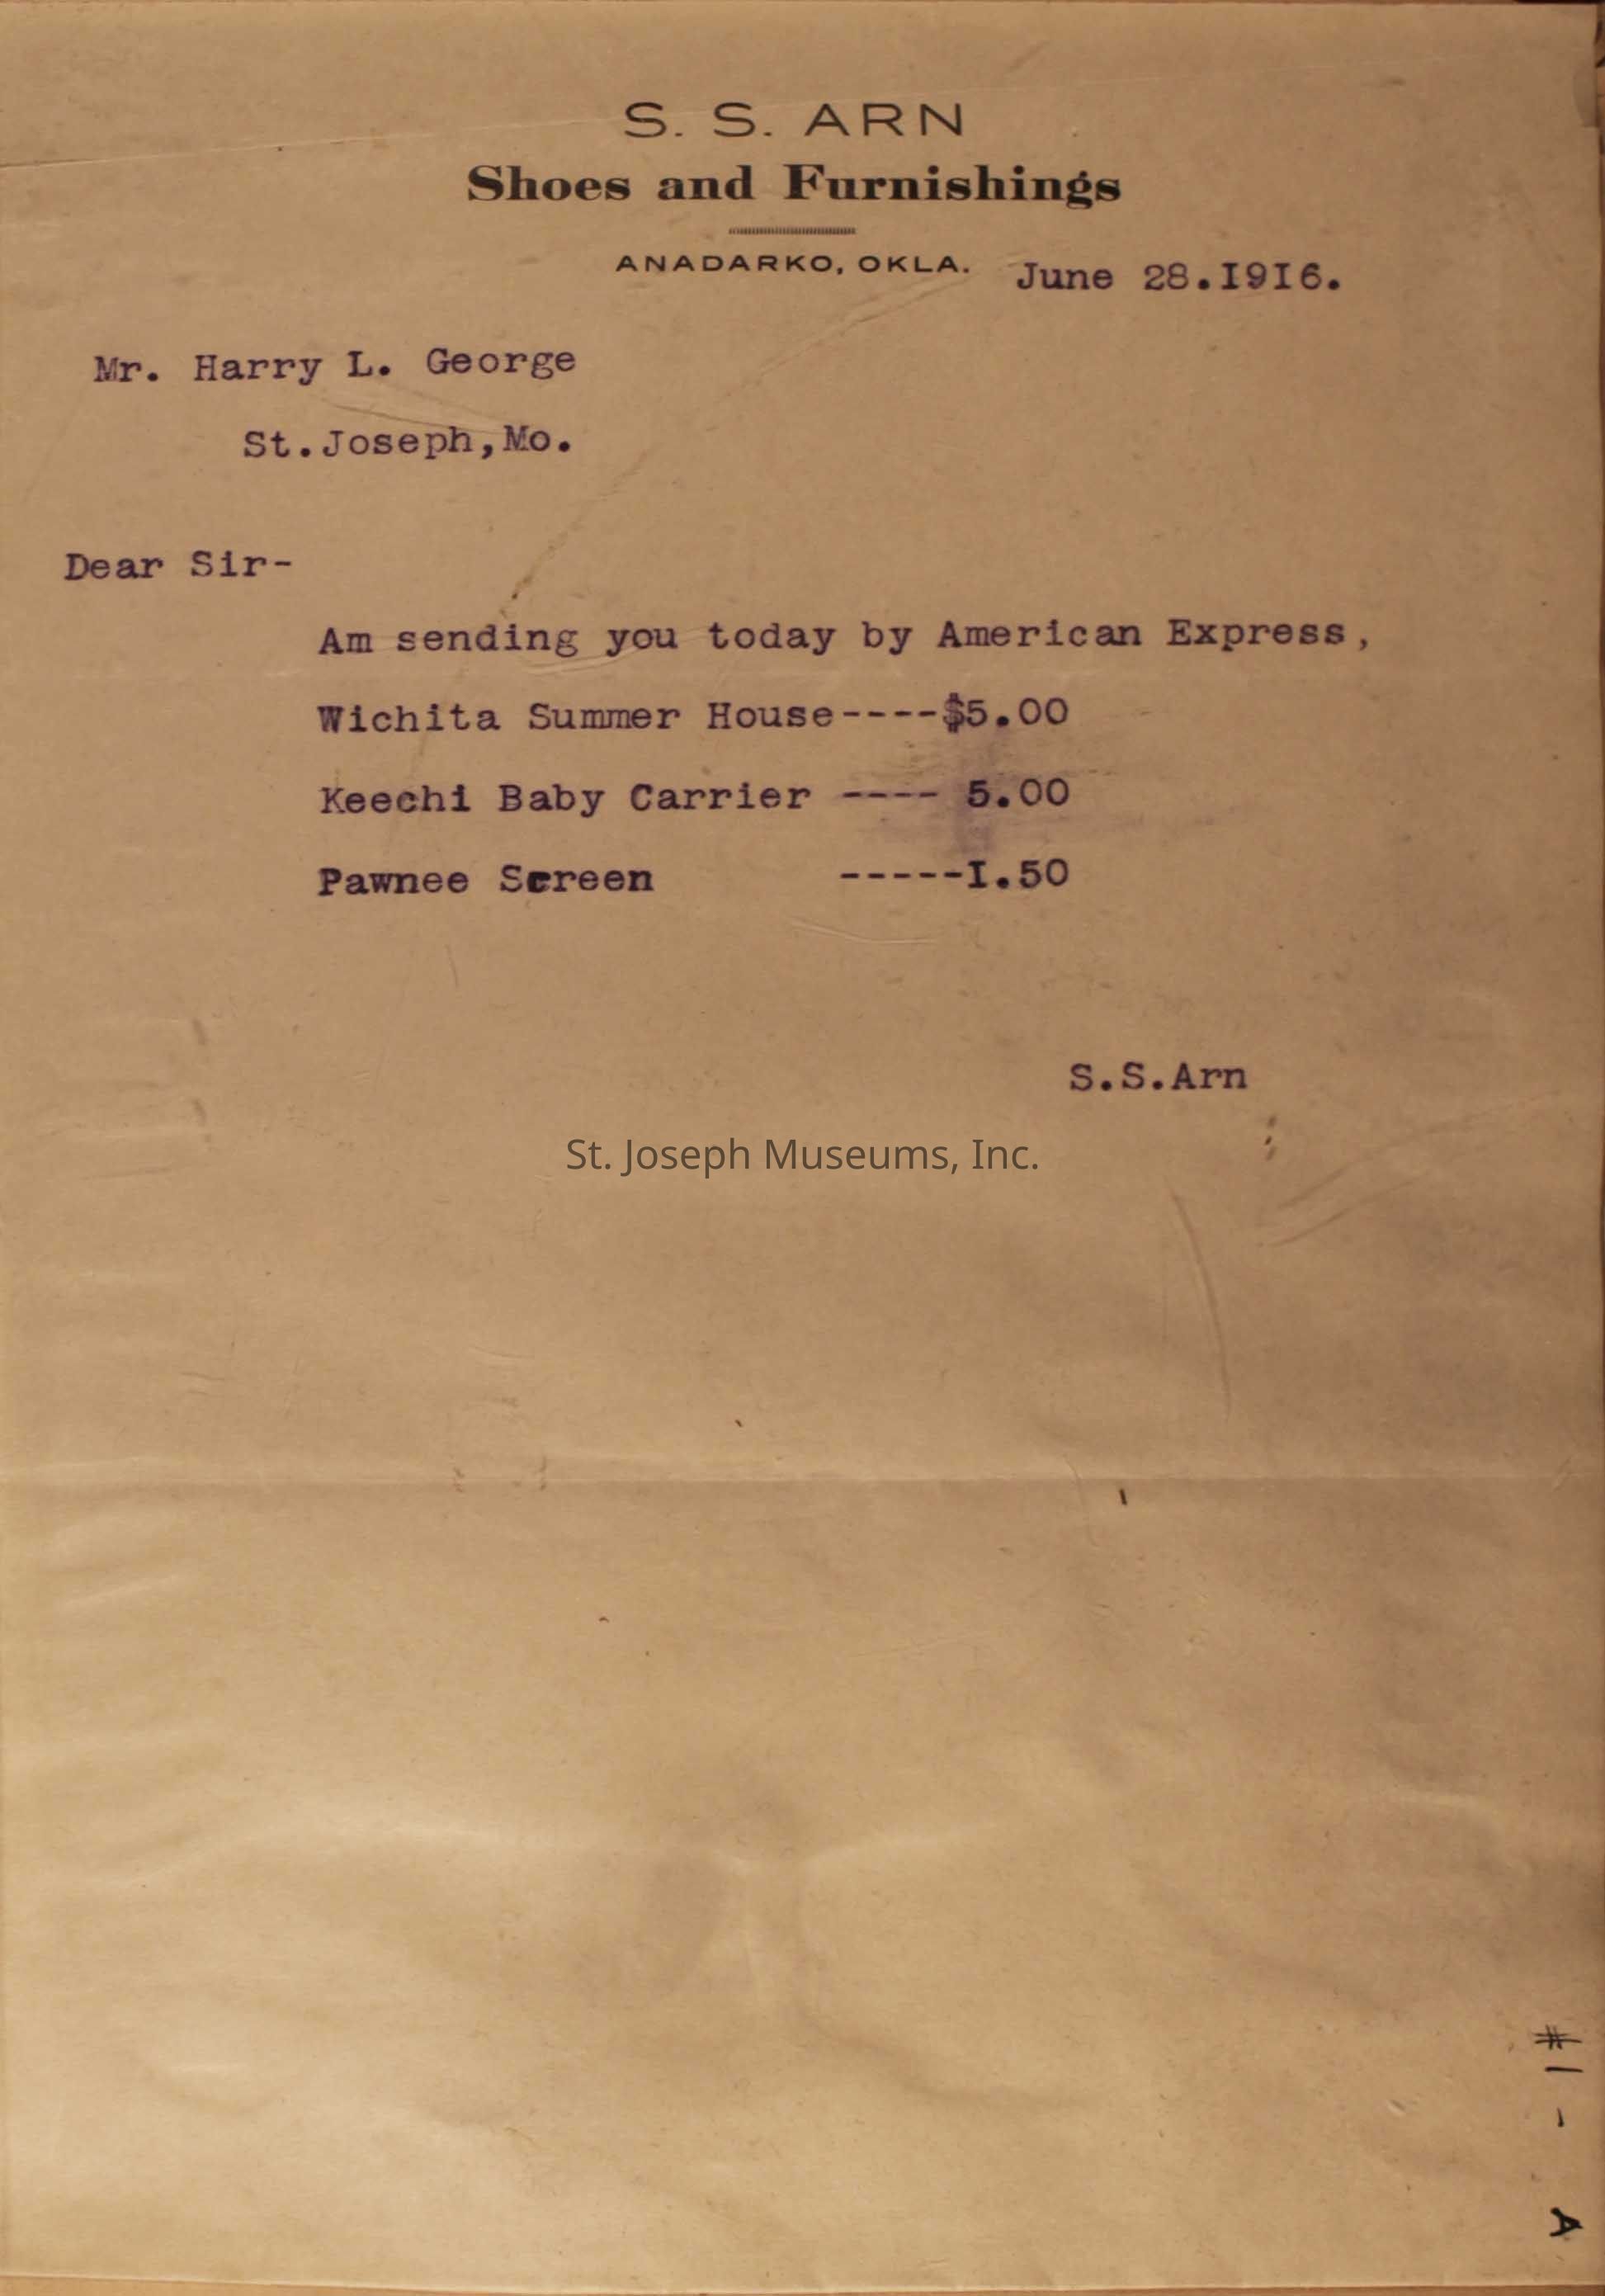 S. S. ARN
Shoes and Furnishings
ANADARKO, OKLA. June 28.I9I6.
Mr. Harry L. George
St.Joseph,Mo.
Dear Sir-
Am sending you today by American Express,
Wichita Summer House----$5.00
Keechi Baby Carrier ---- 5.00
Pawnee Screen -----I.50
S.S.Arn
St. Joseph Museums, Inc.
#1 - A